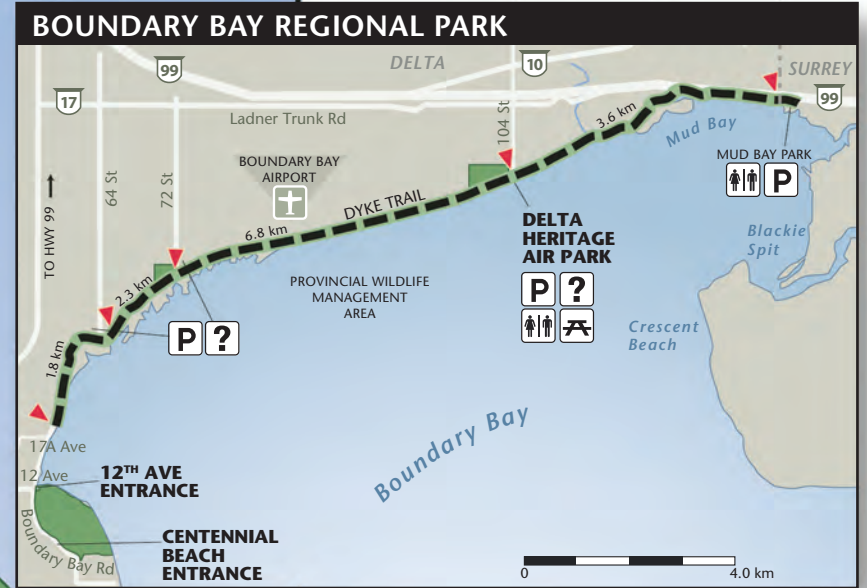 BOUNDARY BAY REGIONAL PARK
DELTA
SURREY
99
10
17
99
Ladner Trunk Rd
104 St
3.6 km
Mud Bay
MUD BAY PARK
P
64 St
72 St
BOUNDARY BAY
AIRPORT
TO HWY 99
DYKE TRAIL
6.8 km
2.3 km
1.8 km
PROVINCIAL WILDLIFE
MANAGEMENT
AREA
DELTA
HERITAGE
AIR PARK
P ?
Blackie
Spit
Crescent
Beach
P ?
Boundary Bay
17A Ave
12 Ave
12TH AVE
ENTRANCE
CENTENNIAL
BEACH
ENTRANCE
Boundary Bay Rd
0 4.0 km